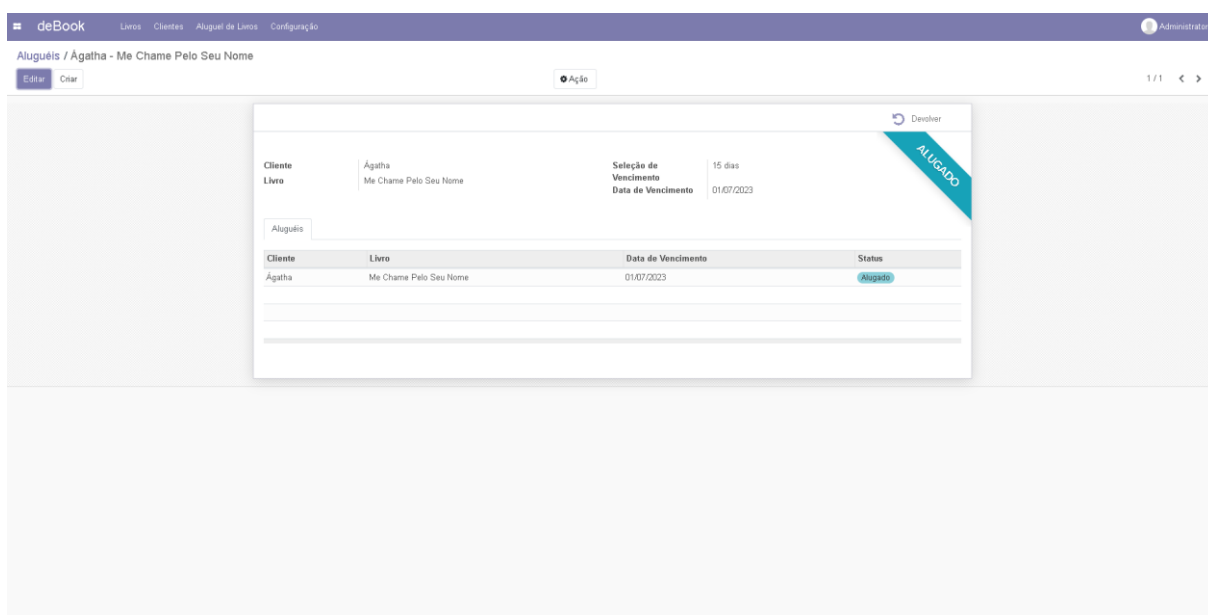 deBook Livros Clientes Aluguel de Livros Configuração Administrator
Aluguéis / Ágatha - Me Chame Pelo Seu Nome
Editar Criar Ação 1 / 1
Devolver
ALUGADO
Cliente Ágatha
Livro Me Chame Pelo Seu Nome
Seleção de Vencimento 15 dias
Data de Vencimento 01/07/2023
Aluguéis
Cliente Livro Data de Vencimento Status
Ágatha Me Chame Pelo Seu Nome 01/07/2023 Alugado